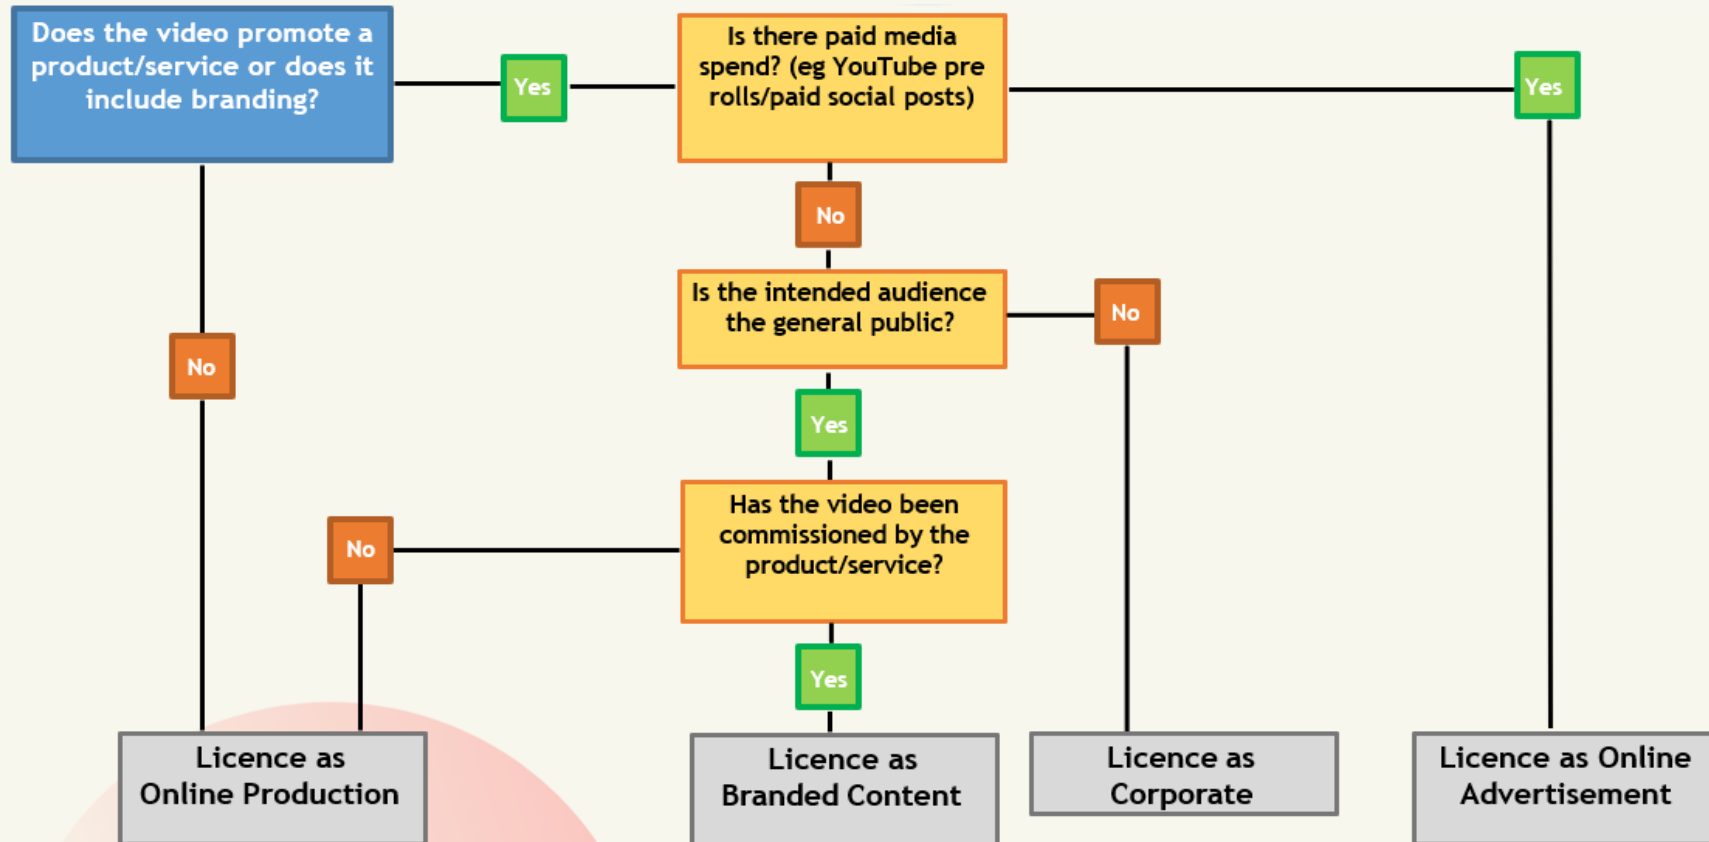 Does the video promote a
product/service or does it
include branding?
Yes
Is there paid media
spend? (eg YouTube pre
rolls/paid social posts)
Yes
No
Is the intended audience
the general public?
No
No
Yes
Has the video been
commissioned by the
product/service?
No
Yes
Licence as
Online Production
Licence as
Branded Content
Licence as
Corporate
Licence as Online
Advertisement